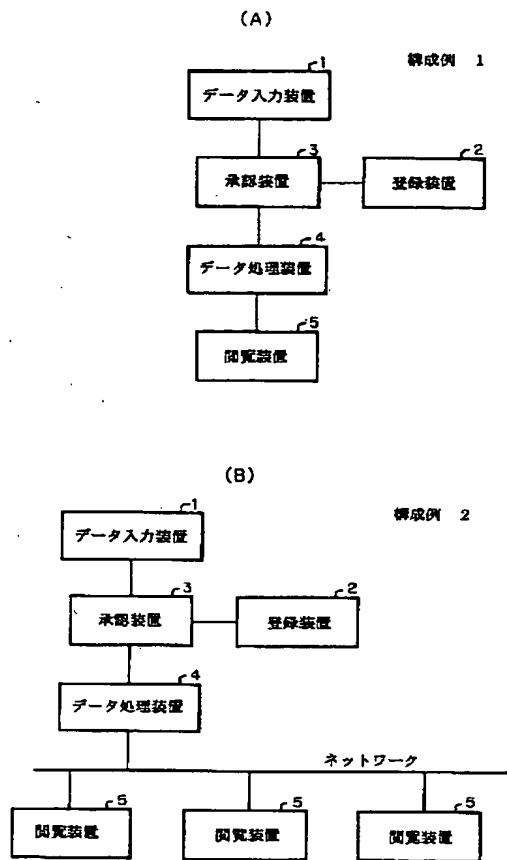 (A)
構成例 1
1
データ入力装置
3
承認装置
2
登録装置
4
データ処理装置
5
閲覧装置
(B)
構成例 2
1
データ入力装置
3
承認装置
2
登録装置
4
データ処理装置
ネットワーク
5
閲覧装置
5
閲覧装置
5
閲覧装置